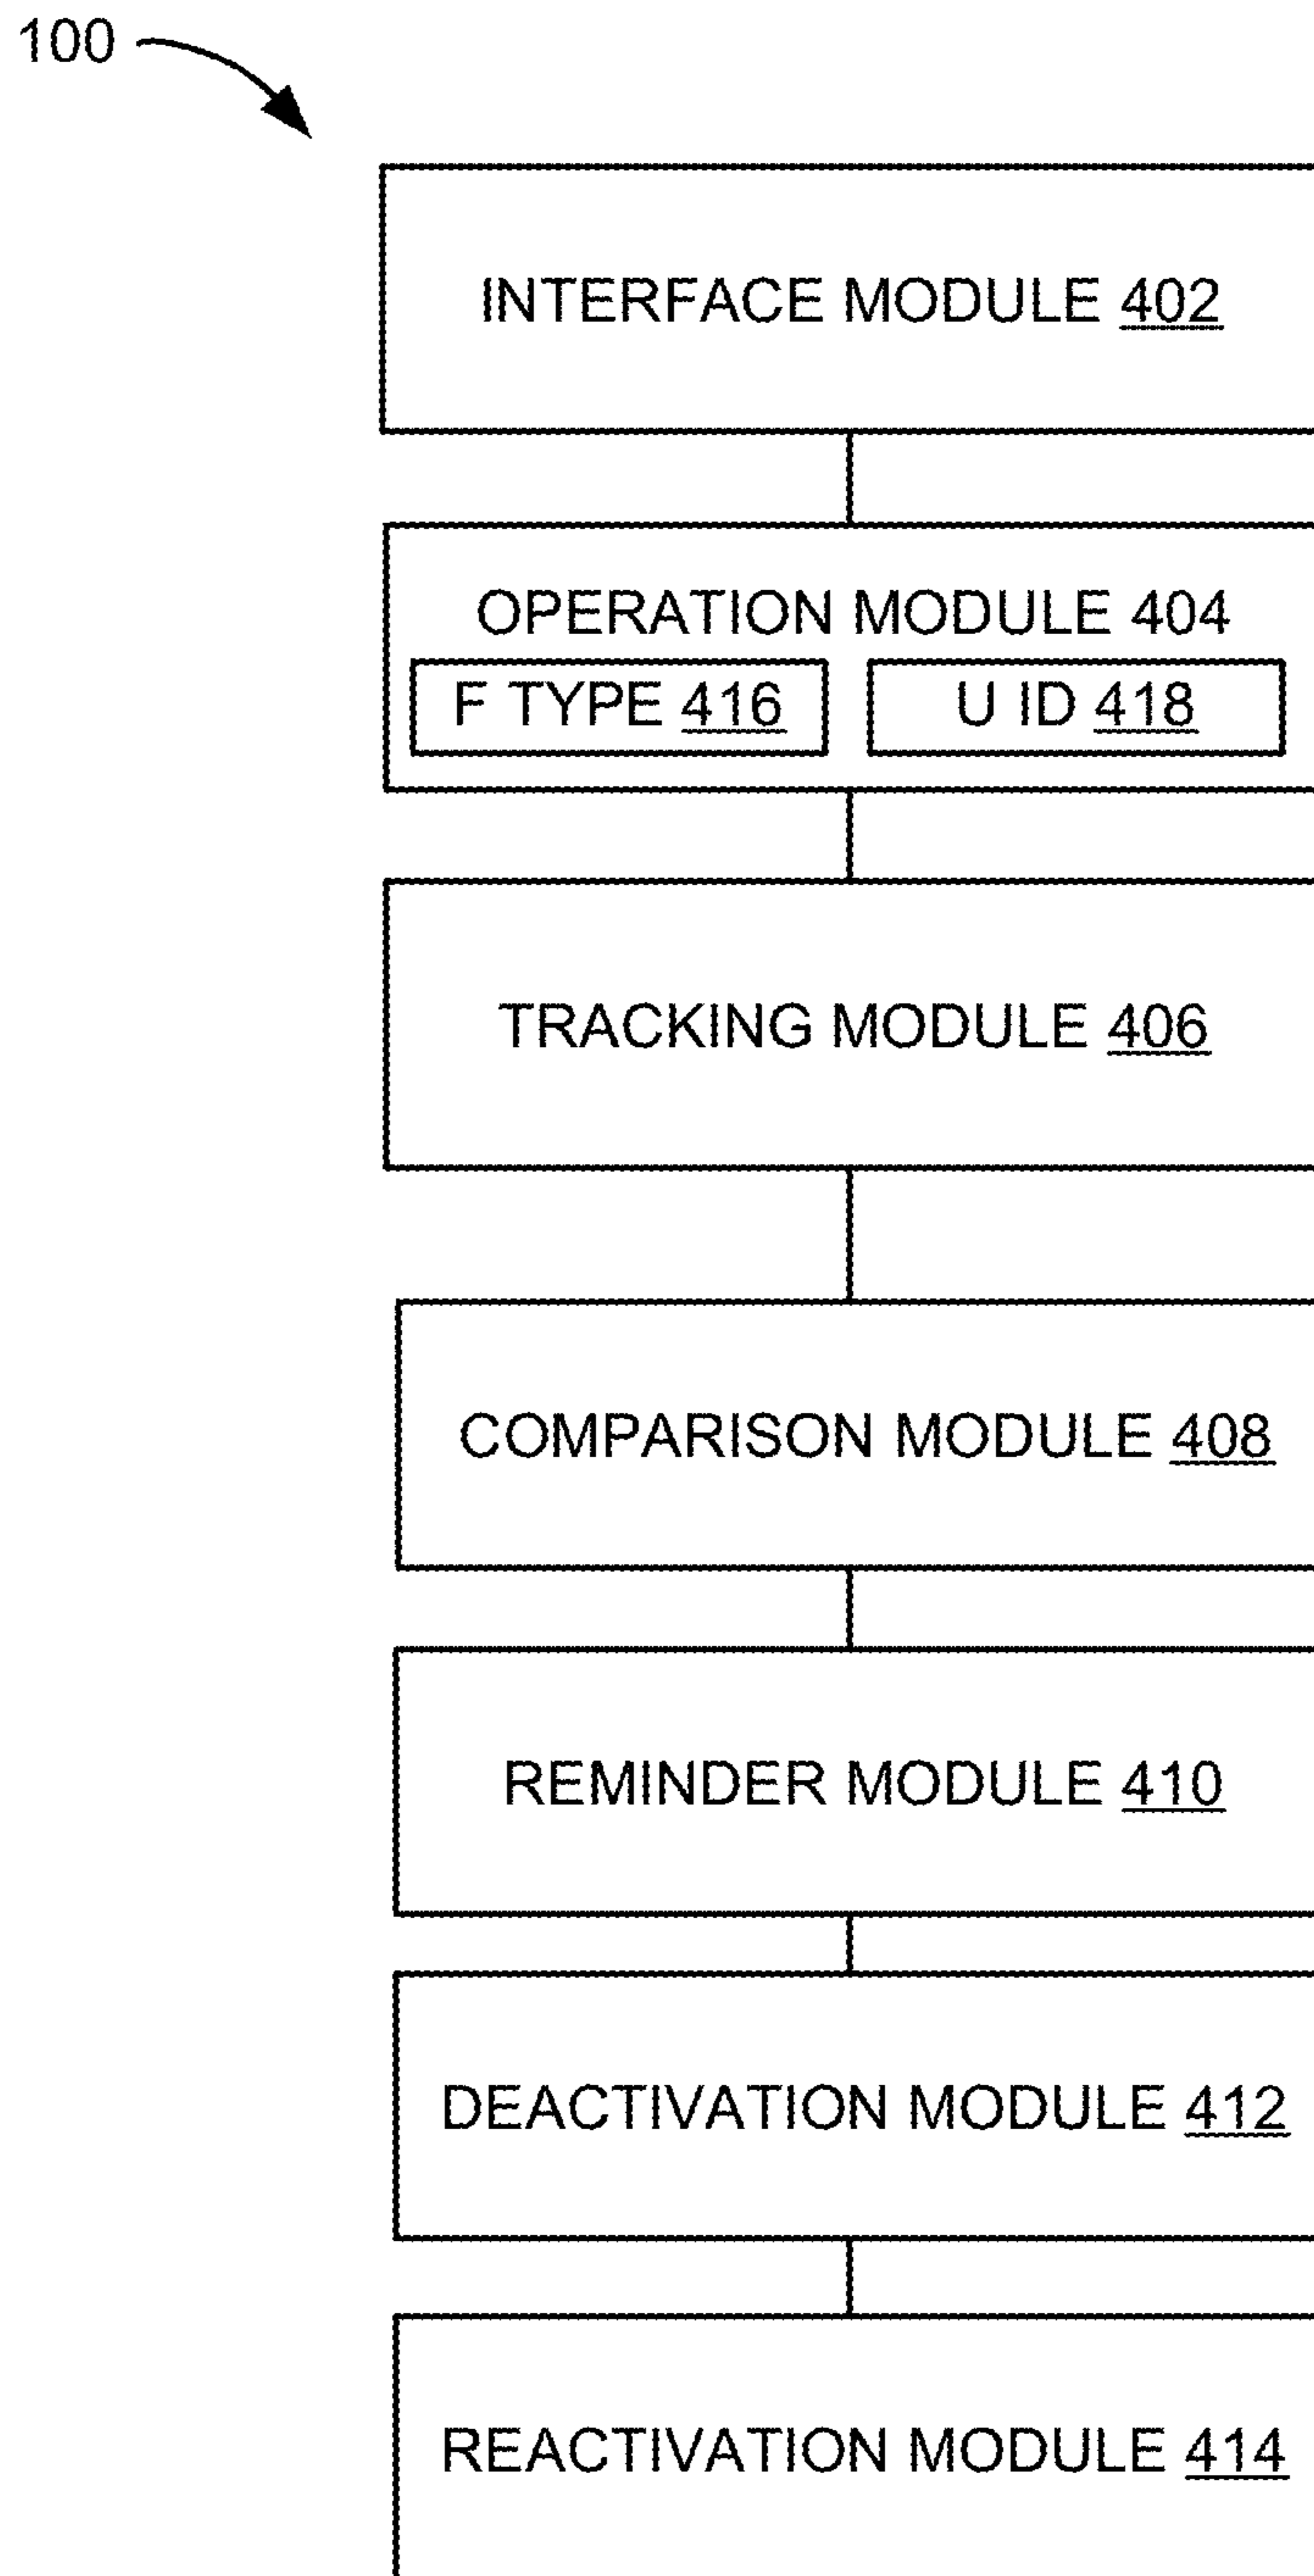 100
INTERFACE MODULE 402
OPERATION MODULE 404
F TYPE 416 U ID 418
TRACKING MODULE 406
COMPARISON MODULE 408
REMINDER MODULE 410
DEACTIVATION MODULE 412
REACTIVATION MODULE 414